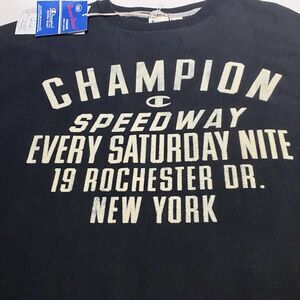 CHAMPION
SPEEDWAY
EVERY SATURDAY NITE
19 ROCHESTER DR.
NEW YORK